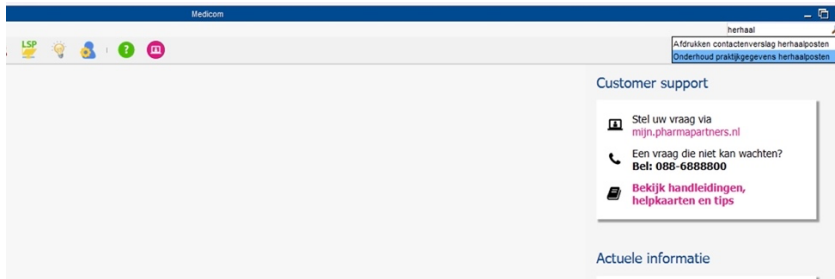 Medicom
herhaal
LSP
Afdrukken contactenverslag herhaalposten
Onderhoud praktijkgegevens herhaalposten
Customer support
Stel uw vraag via
mijn.pharmapartners.nl
Een vraag die niet kan wachten?
Bel: 088-6888800
Bekijk handleidingen,
helpkaarten en tips
Actuele informatie